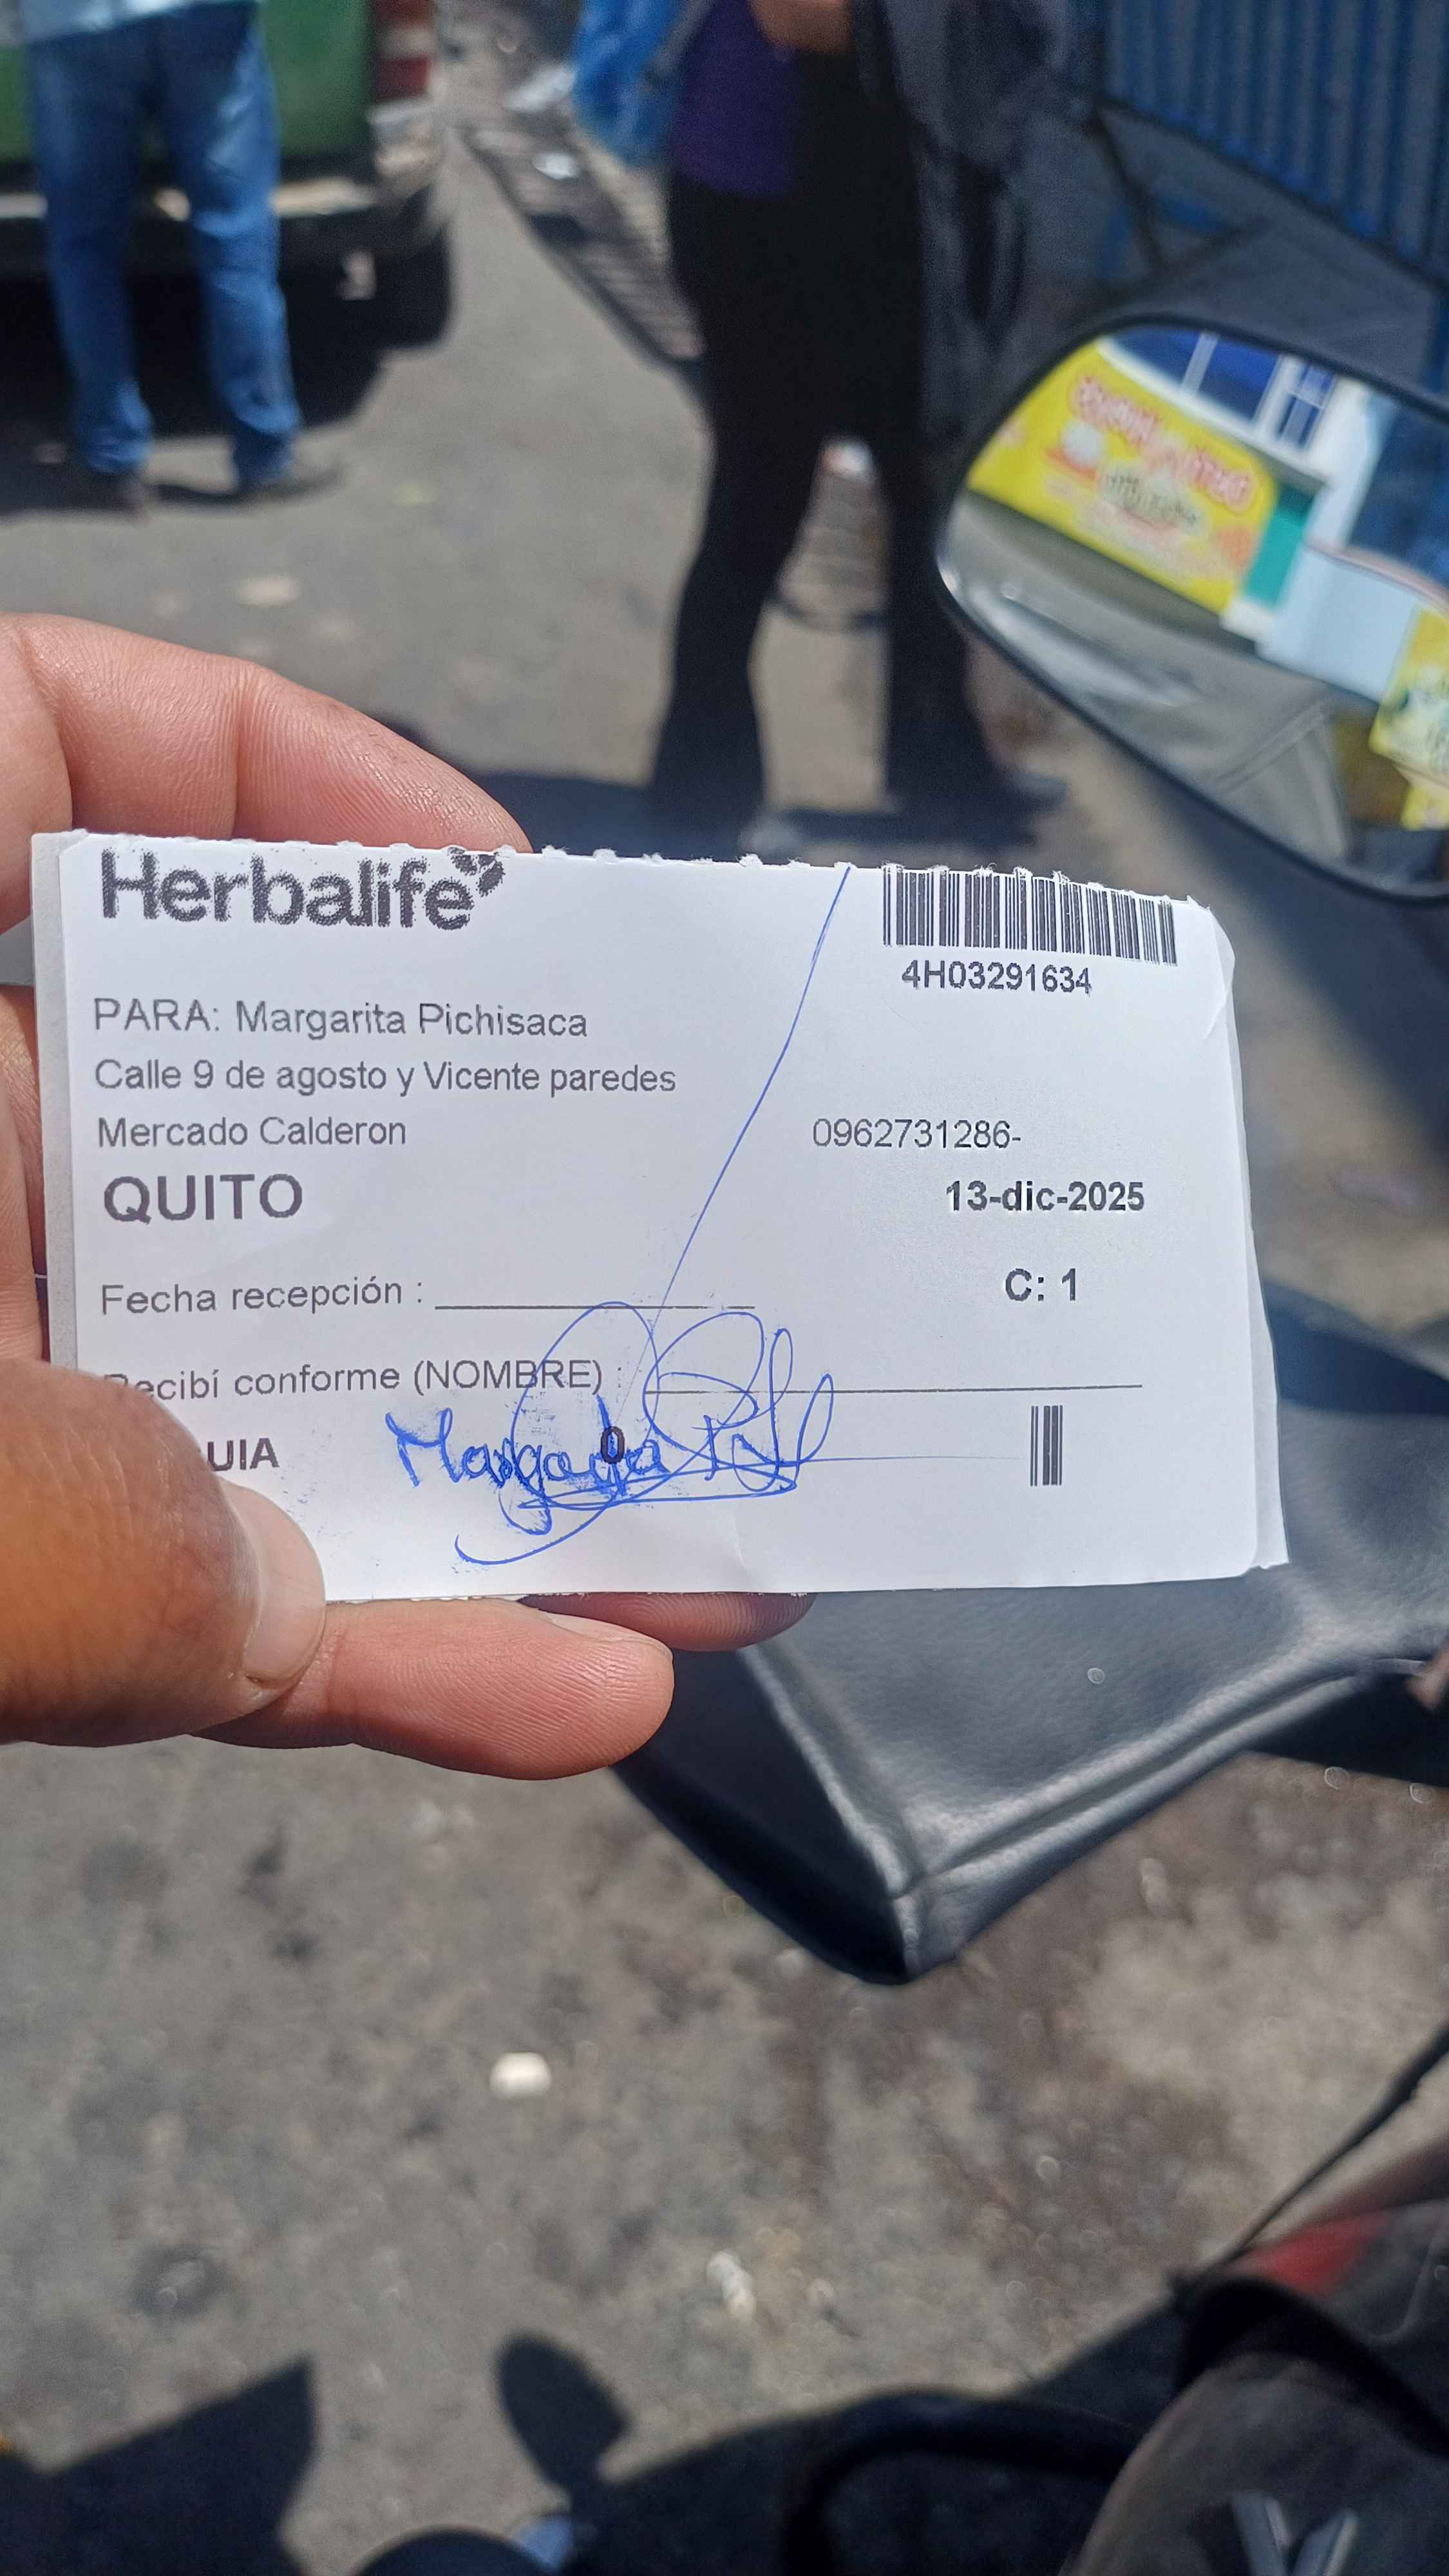 Herbalife
4H03291634
PARA: Margarita Pichisaca
Calle 9 de agosto y Vicente paredes
Mercado Calderon
0962731286-
QUITO
13-dic-2025
Fecha recepción :
C: 1
Recibí conforme (NOMBRE) :
UIA
0